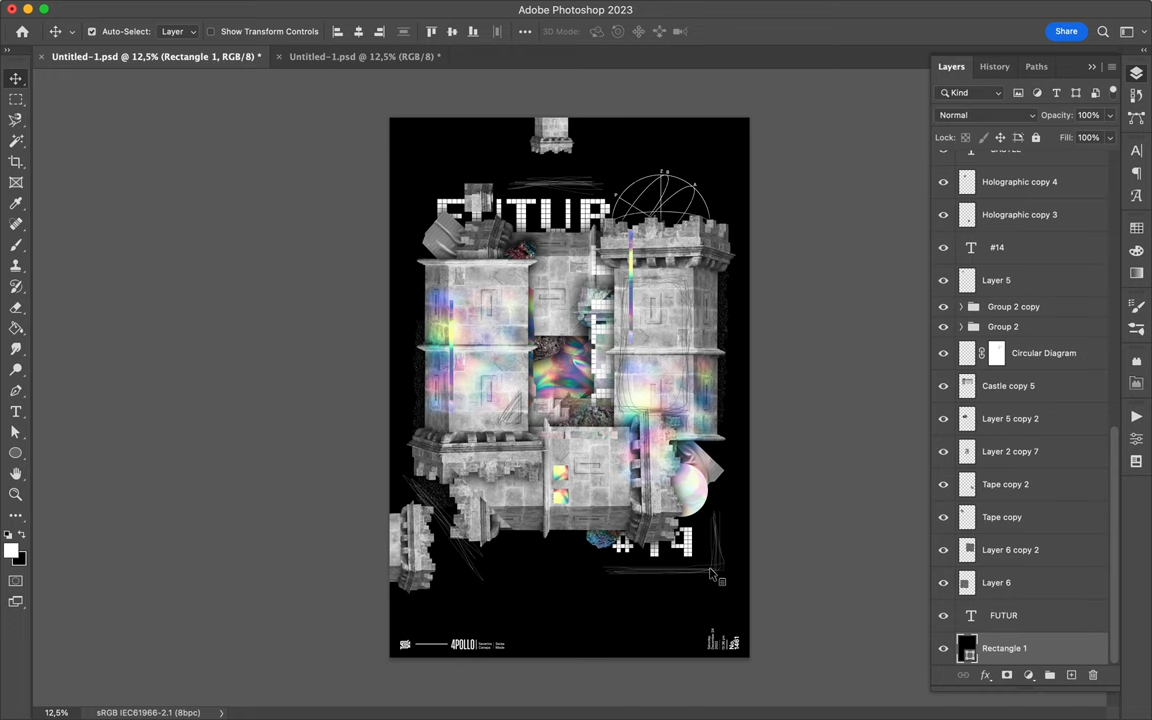 Adobe Photoshop 2023
Auto-Select: Layer Show Transform Controls 3D Mode: Share
Untitled-1.psd @ 12,5% (Rectangle 1, RGB/8) * Untitled-1.psd @ 12,5% (RGB/8) *
Layers History Paths
Kind
Normal Opacity: 100%
Lock: Fill: 100%
Holographic copy 4
Holographic copy 3
#14
Layer 5
Group 2 copy
Group 2
Circular Diagram
Castle copy 5
Layer 5 copy 2
Layer 2 copy 7
Tape copy 2
Tape copy
Layer 6 copy 2
Layer 6
FUTUR
Rectangle 1
FUTUR
#14
4POLLO
No. 1461
12,5% sRGB IEC61966-2.1 (8bpc)